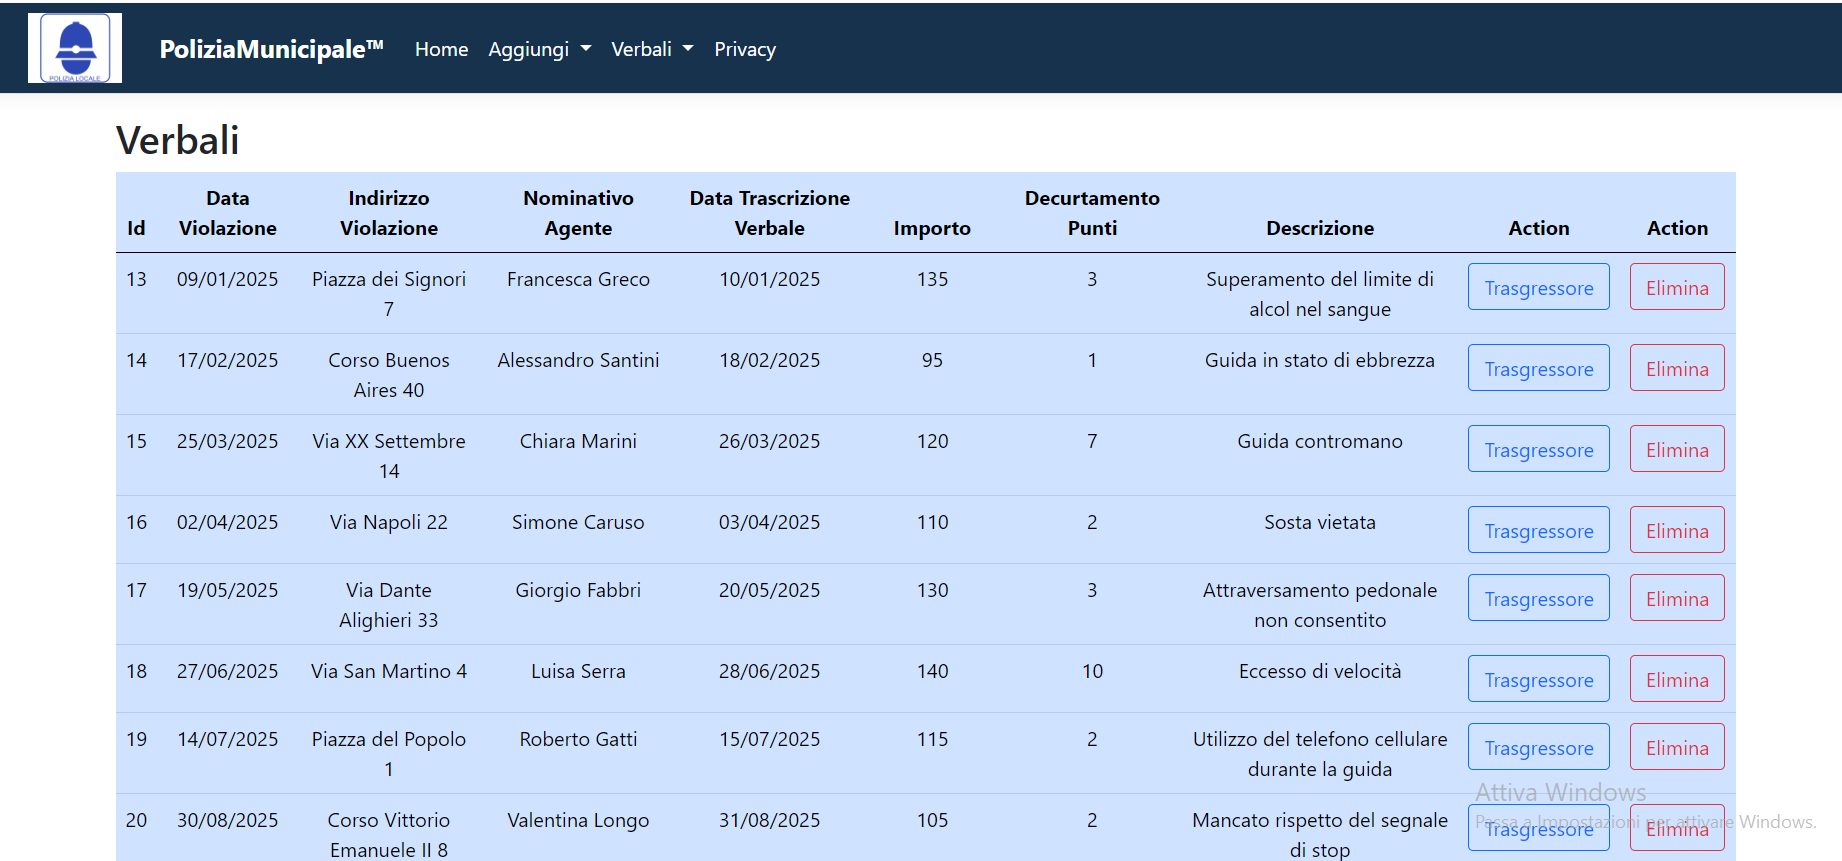 POLIZIA LOCALE
PoliziaMunicipale™ Home Aggiungi Verbali Privacy
Verbali
Id Data Violazione Indirizzo Violazione Nominativo Agente Data Trascrizione Verbale Importo Decurtamento Punti Descrizione Action Action
13 09/01/2025 Piazza dei Signori 7 Francesca Greco 10/01/2025 135 3 Superamento del limite di alcol nel sangue Trasgressore Elimina
14 17/02/2025 Corso Buenos Aires 40 Alessandro Santini 18/02/2025 95 1 Guida in stato di ebbrezza Trasgressore Elimina
15 25/03/2025 Via XX Settembre 14 Chiara Marini 26/03/2025 120 7 Guida contromano Trasgressore Elimina
16 02/04/2025 Via Napoli 22 Simone Caruso 03/04/2025 110 2 Sosta vietata Trasgressore Elimina
17 19/05/2025 Via Dante Alighieri 33 Giorgio Fabbri 20/05/2025 130 3 Attraversamento pedonale non consentito Trasgressore Elimina
18 27/06/2025 Via San Martino 4 Luisa Serra 28/06/2025 140 10 Eccesso di velocità Trasgressore Elimina
19 14/07/2025 Piazza del Popolo 1 Roberto Gatti 15/07/2025 115 2 Utilizzo del telefono cellulare durante la guida Trasgressore Elimina
20 30/08/2025 Corso Vittorio Emanuele II 8 Valentina Longo 31/08/2025 105 2 Mancato rispetto del segnale di stop Trasgressore Elimina
Attiva Windows
Passa a Impostazioni per attivare Windows.